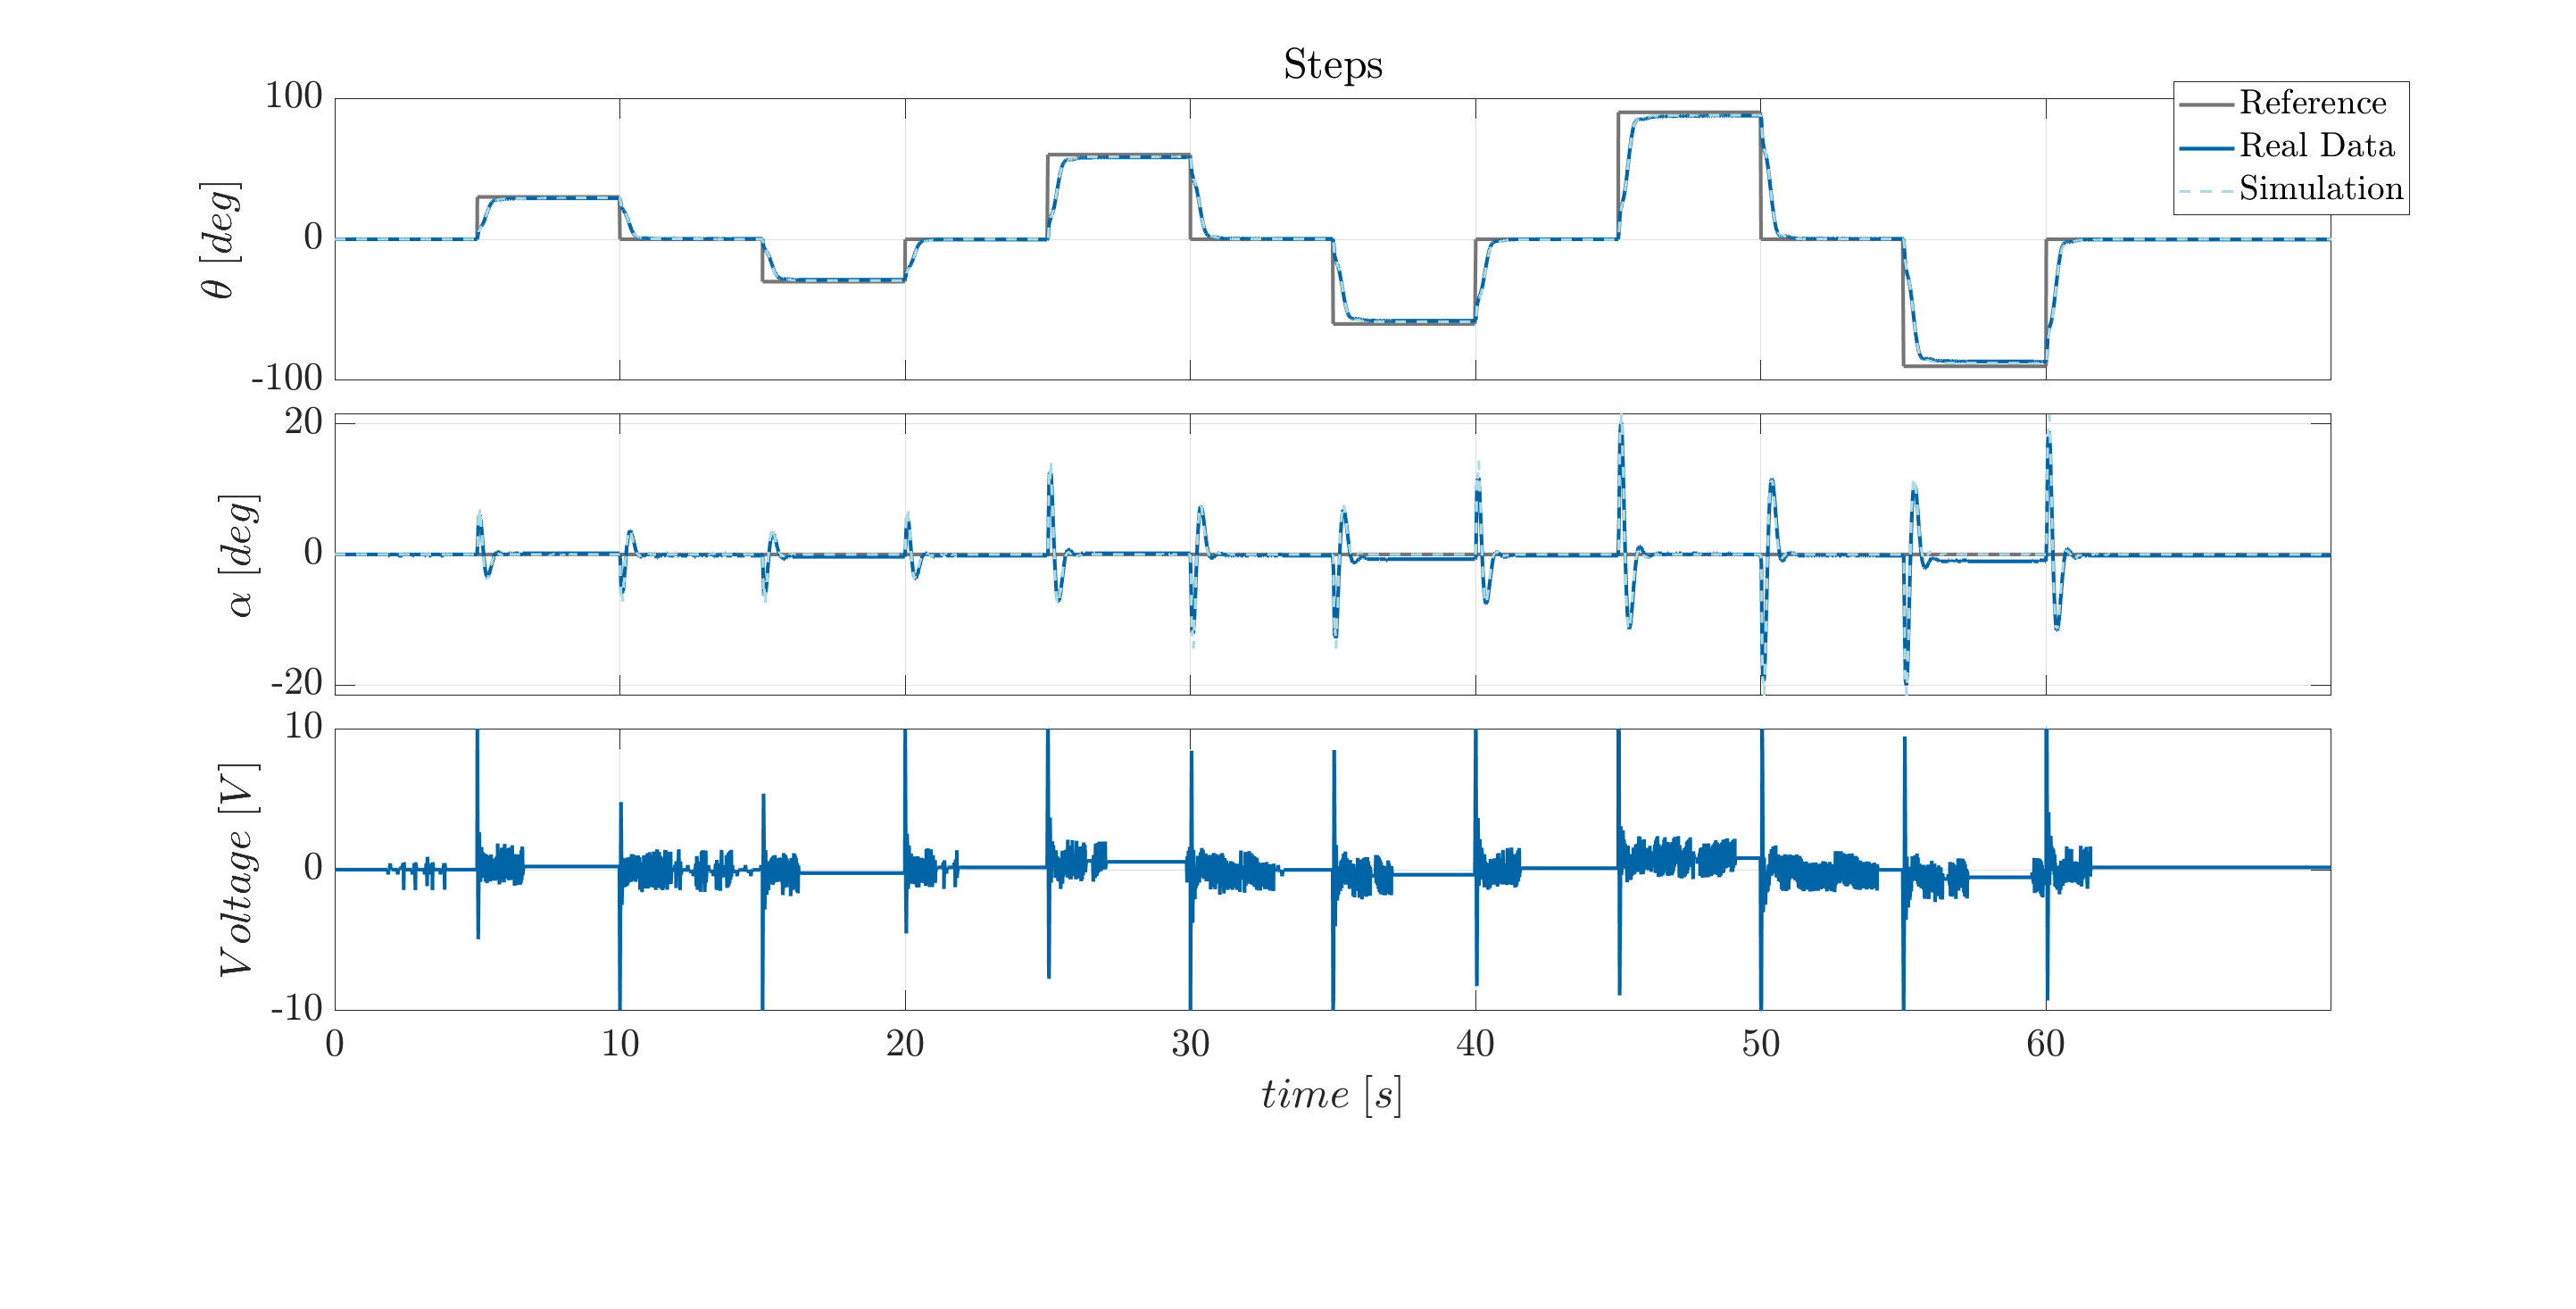 Steps
100
0
-100
θ [deg]
Reference
Real Data
Simulation
20
0
-20
α [deg]
10
0
-10
Voltage [V]
0 10 20 30 40 50 60
time [s]